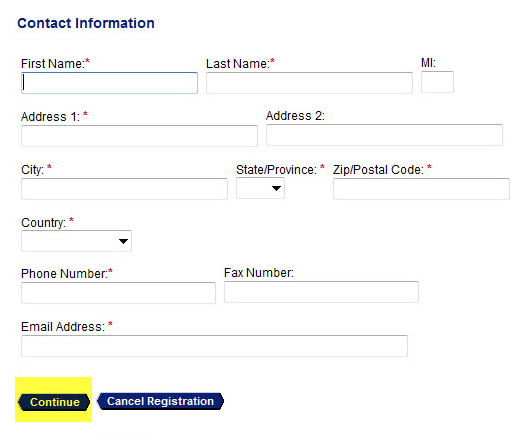 Contact Information
First Name:* Last Name:* MI:
Address 1: * Address 2:
City: * State/Province: * Zip/Postal Code: *
Country: *
Phone Number:* Fax Number:
Email Address: *
Continue Cancel Registration